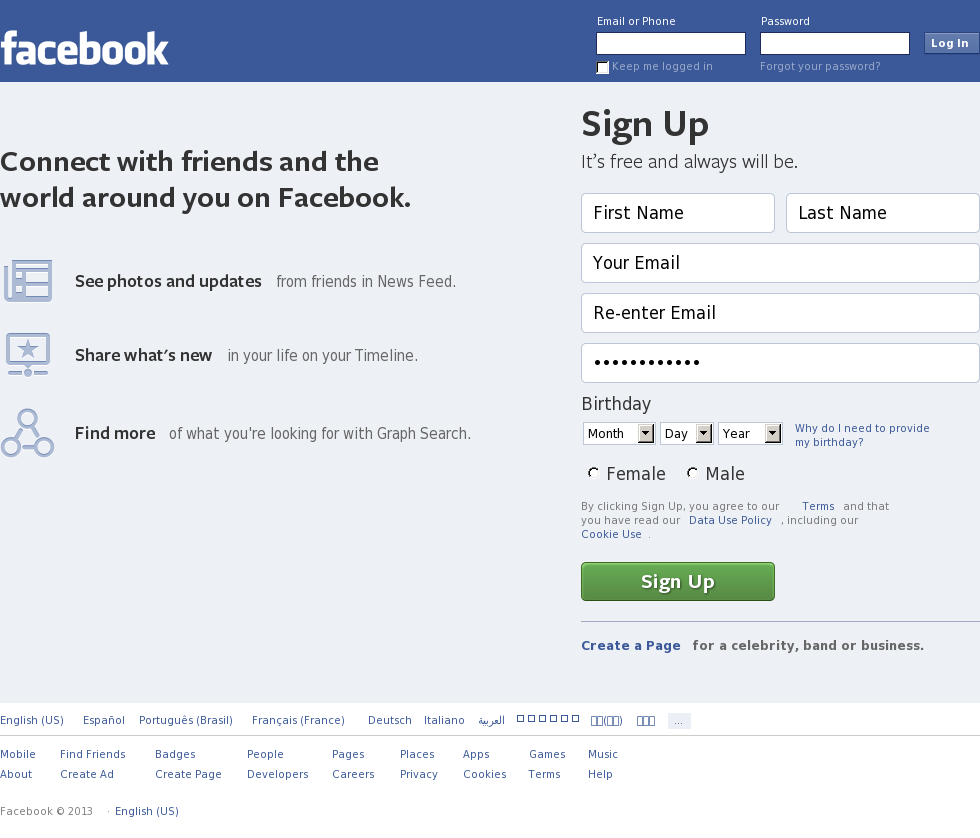 facebook
Email or Phone
Password
Log In
Keep me logged in
Forgot your password?
Connect with friends and the
world around you on Facebook.
See photos and updates from friends in News Feed.
Share what's new in your life on your Timeline.
Find more of what you're looking for with Graph Search.
Sign Up
It's free and always will be.
First Name
Last Name
Your Email
Re-enter Email
••••••••••••
Birthday
Month Day Year
Why do I need to provide
my birthday?
Female Male
By clicking Sign Up, you agree to our Terms and that
you have read our Data Use Policy , including our
Cookie Use .
Sign Up
Create a Page for a celebrity, band or business.
English (US) Español Português (Brasil) Français (France) Deutsch Italiano العربية ...
Mobile Find Friends Badges People Pages Places Apps Games Music
About Create Ad Create Page Developers Careers Privacy Cookies Terms Help
Facebook © 2013 · English (US)